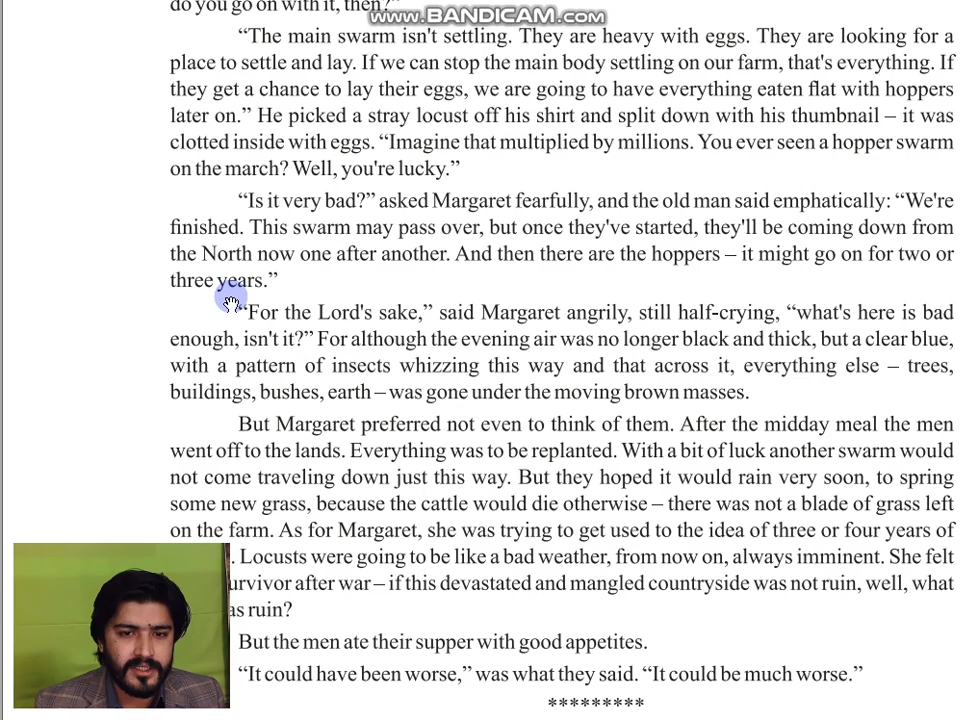 do you go on with it, then?"
www.BANDICAM.com
“The main swarm isn't settling. They are heavy with eggs. They are looking for a
place to settle and lay. If we can stop the main body settling on our farm, that's everything. If
they get a chance to lay their eggs, we are going to have everything eaten flat with hoppers
later on.” He picked a stray locust off his shirt and split down with his thumbnail – it was
clotted inside with eggs. “Imagine that multiplied by millions. You ever seen a hopper swarm
on the march? Well, you're lucky.”
“Is it very bad?” asked Margaret fearfully, and the old man said emphatically: “We're
finished. This swarm may pass over, but once they've started, they'll be coming down from
the North now one after another. And then there are the hoppers – it might go on for two or
three years.”
“For the Lord's sake,” said Margaret angrily, still half-crying, “what's here is bad
enough, isn't it?” For although the evening air was no longer black and thick, but a clear blue,
with a pattern of insects whizzing this way and that across it, everything else – trees,
buildings, bushes, earth – was gone under the moving brown masses.
But Margaret preferred not even to think of them. After the midday meal the men
went off to the lands. Everything was to be replanted. With a bit of luck another swarm would
not come traveling down just this way. But they hoped it would rain very soon, to spring
some new grass, because the cattle would die otherwise – there was not a blade of grass left
on the farm. As for Margaret, she was trying to get used to the idea of three or four years of
. Locusts were going to be like a bad weather, from now on, always imminent. She felt
urvivor after war – if this devastated and mangled countryside was not ruin, well, what
as ruin?
But the men ate their supper with good appetites.
“It could have been worse,” was what they said. “It could be much worse.”
*********